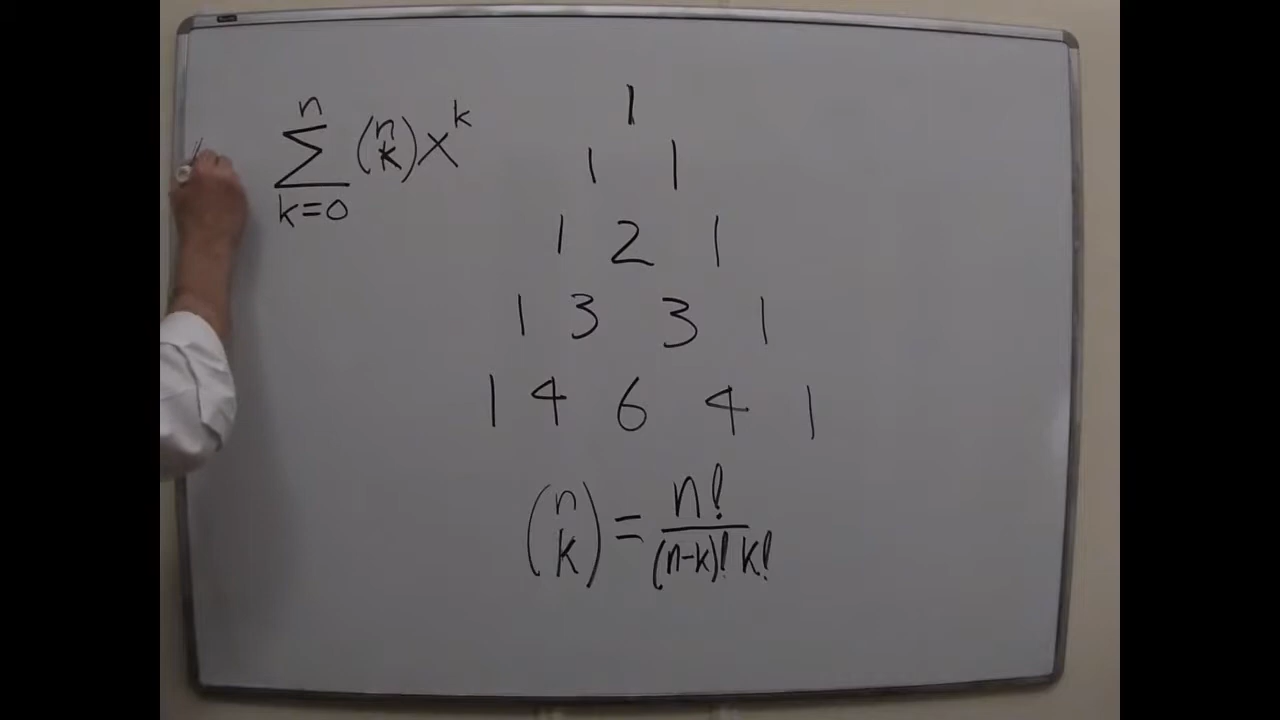 n
∑ (n k) x^k
k=0
1
1 1
1 2 1
1 3 3 1
1 4 6 4 1
(n k) = n! / (n-k)! k!